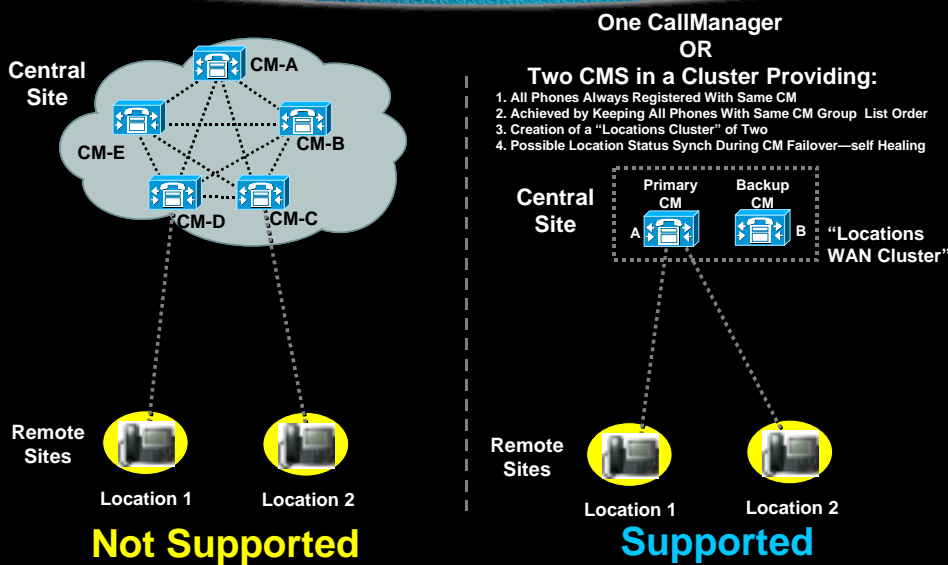 Central
Site
CM-A
CM-E
CM-B
CM-D
CM-C
Remote
Sites
Location 1
Location 2
Not Supported
One CallManager
OR
Two CMS in a Cluster Providing:
1. All Phones Always Registered With Same CM
2. Achieved by Keeping All Phones With Same CM Group List Order
3. Creation of a “Locations Cluster” of Two
4. Possible Location Status Synch During CM Failover—self Healing
Central
Site
Primary
CM
Backup
CM
A
B
“Locations
WAN Cluster”
Remote
Sites
Location 1
Location 2
Supported